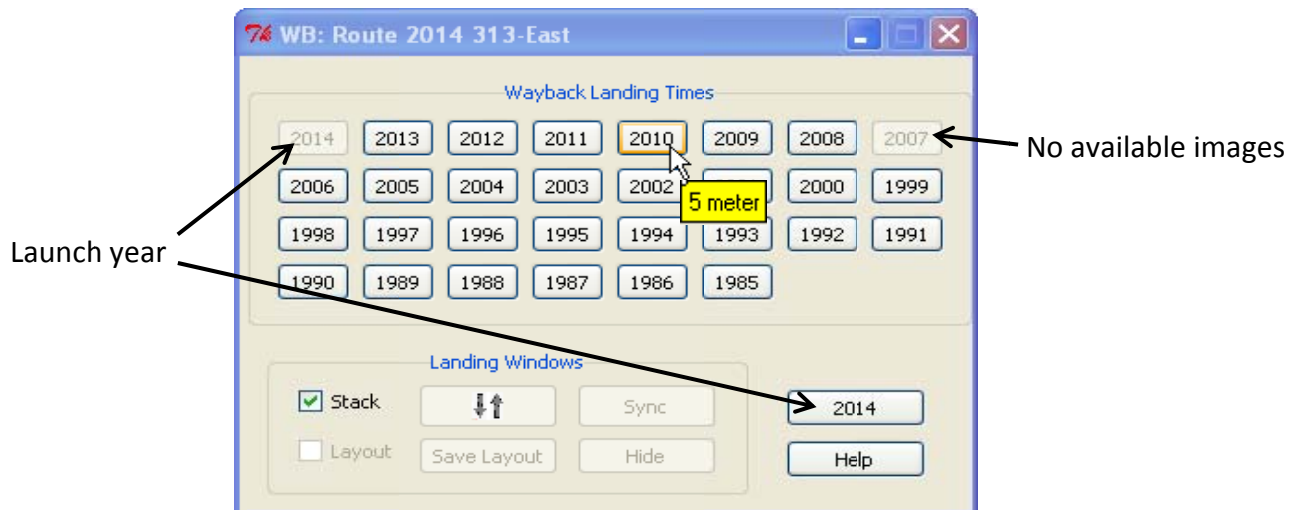 WB: Route 2014 313-East
Wayback Landing Times
2014 2013 2012 2011 2010 2009 2008 2007
No available images
2006 2005 2004 2003 2002 2000 1999
5 meter
Launch year
1998 1997 1996 1995 1994 1993 1992 1991
1990 1989 1988 1987 1986 1985
Landing Windows
Stack Sync 2014
Layout Save Layout Hide Help